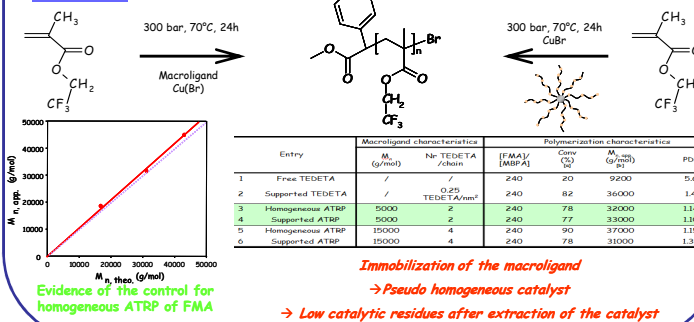 CH3
O
O
CH2
CF3
300 bar, 70°C, 24h
Macroligand
Cu(Br)
O
O
n
Br
O
O
CH2
CF3
300 bar, 70°C, 24h
CuBr
CH3
O
O
CH2
CF3
50000
40000
30000
20000
10000
0
0 10000 20000 30000 40000 50000
Mn, app. (g/mol)
Mn, theo. (g/mol)
Evidence of the control for
homogeneous ATRP of FMA
Entry
Macroligand characteristics
Polymerization characteristics
Mn (g/mol)
Nr TEDETA /chain
[FMA]/ [MBPA]
Conv (%) [a]
Mn, app. (g/mol) [b]
1 Free TEDETA / / 240 20 9200
2 Supported TEDETA / 0.25 TEDETA/nm² 240 82 36000
3 Homogeneous ATRP 5000 2 240 78 32000
4 Supported ATRP 5000 2 240 77 33000
5 Homogeneous ATRP 15000 4 240 90 37000
6 Supported ATRP 15000 4 240 78 31000
Immobilization of the macroligand
→Pseudo homogeneous catalyst
→ Low catalytic residues after extraction of the catalyst